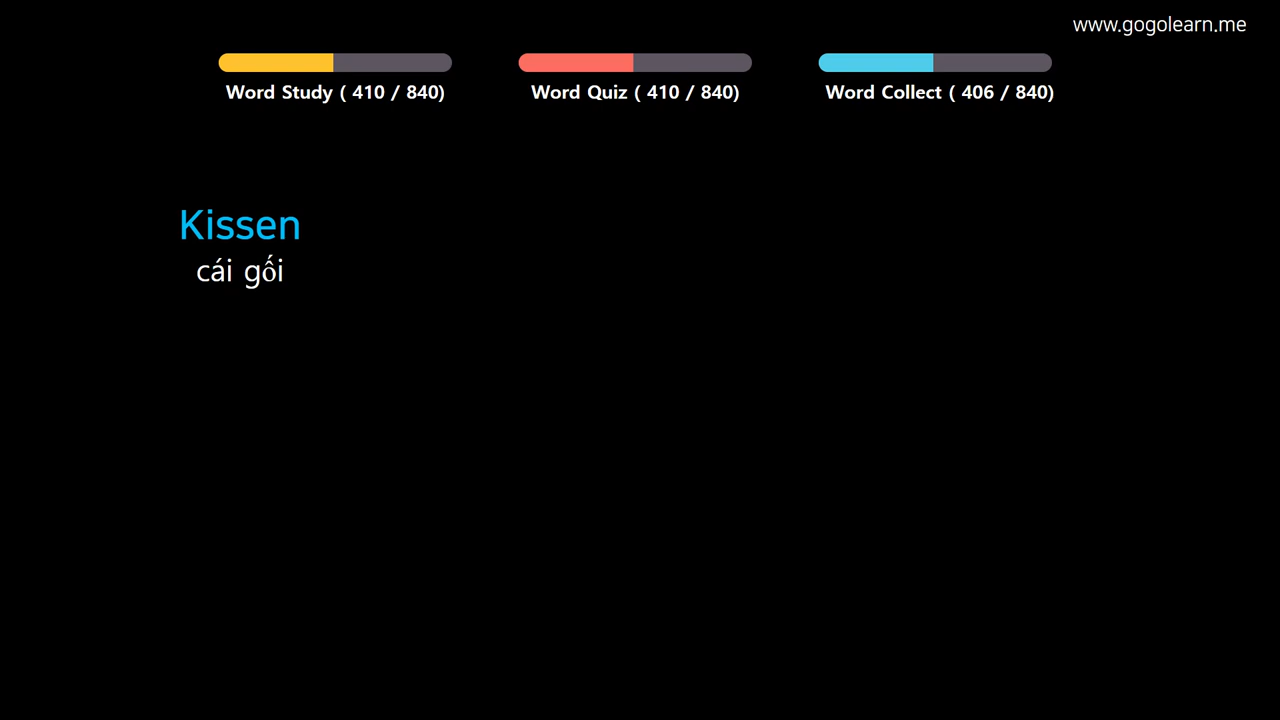 www.gogolearn.me
Word Study ( 410 / 840)
Word Quiz ( 410 / 840)
Word Collect ( 406 / 840)
Kissen
cái gối